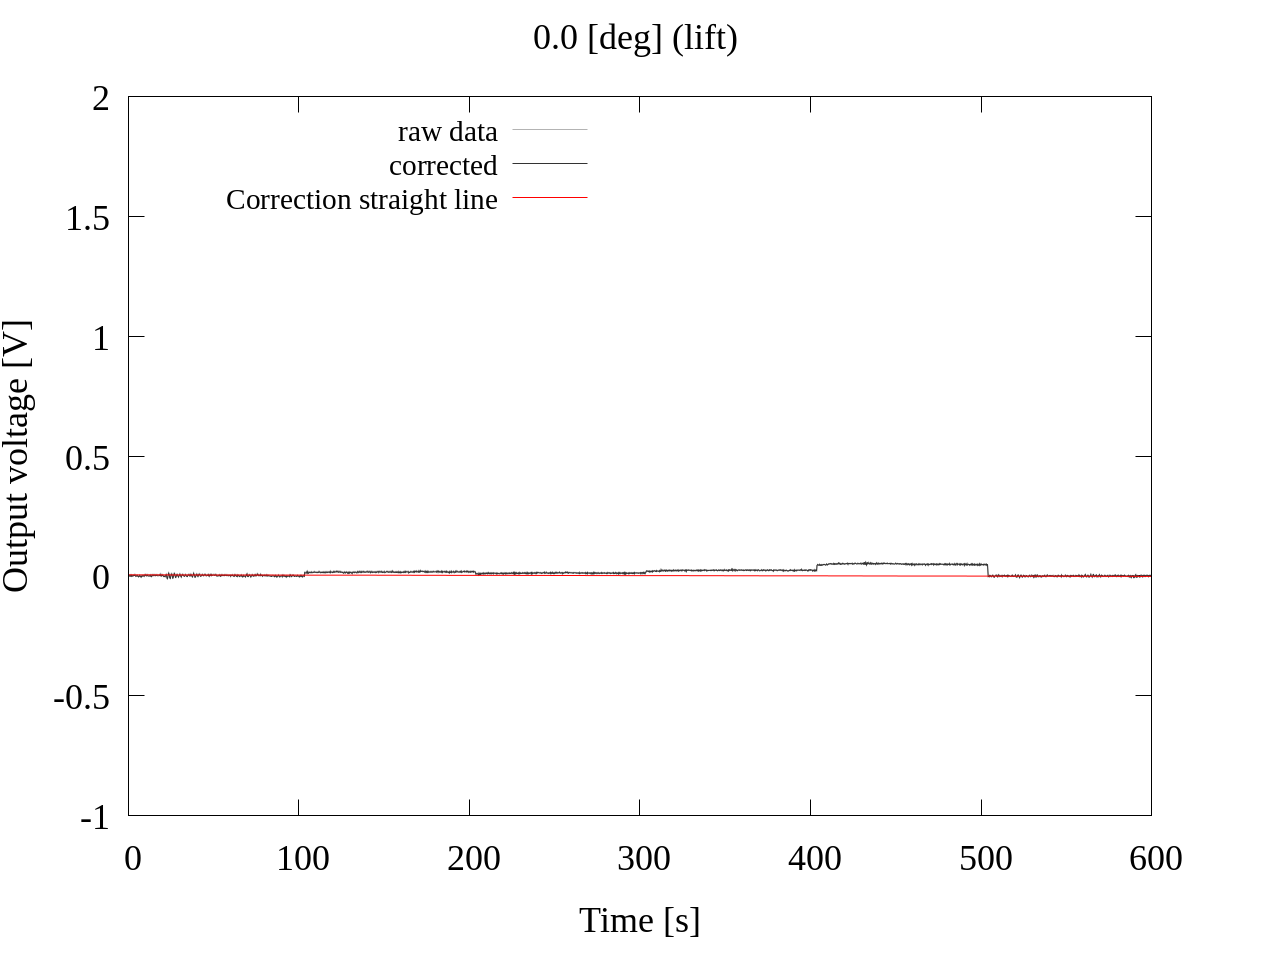 0.0 [deg] (lift)
2
1.5
1
0.5
0
-0.5
-1
raw data
corrected
Correction straight line
Output voltage [V]
0 100 200 300 400 500 600
Time [s]